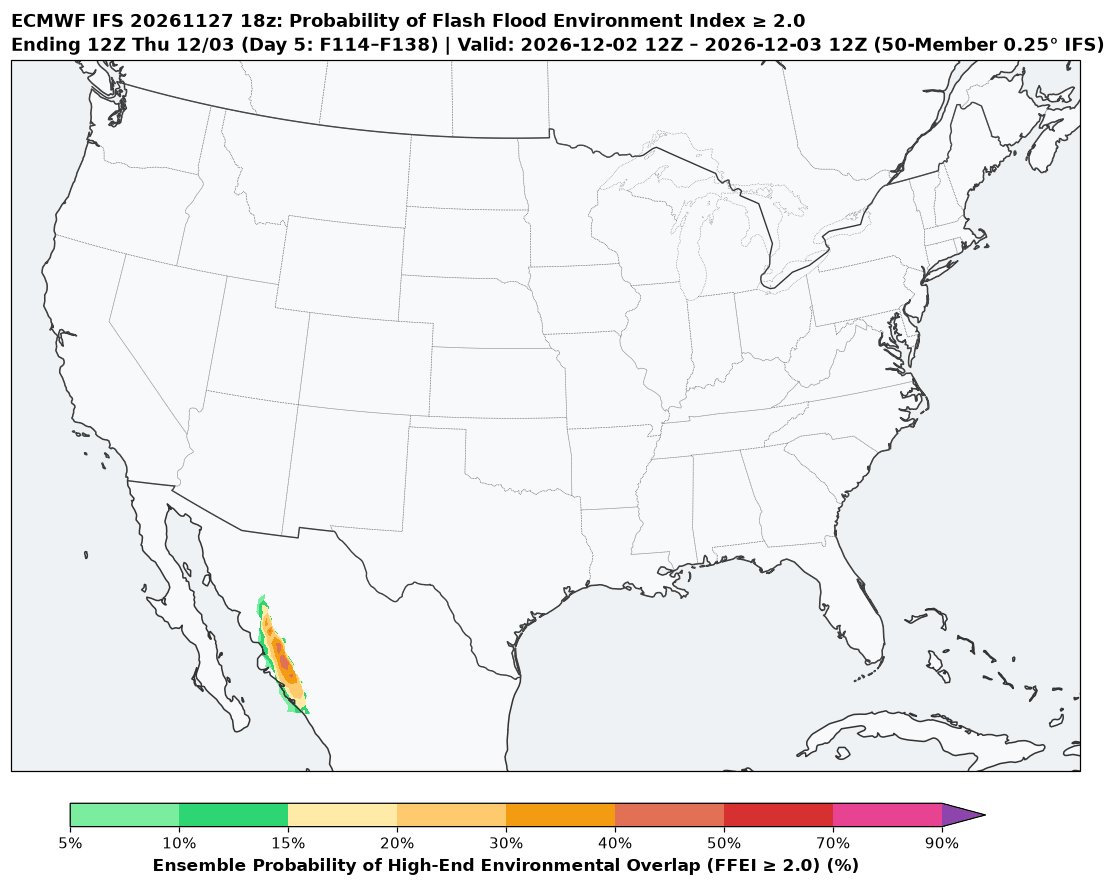 ECMWF IFS 20261127 18z: Probability of Flash Flood Environment Index ≥ 2.0
Ending 12Z Thu 12/03 (Day 5: F114–F138) | Valid: 2026-12-02 12Z – 2026-12-03 12Z (50-Member 0.25° IFS)
5% 10% 15% 20% 30% 40% 50% 70% 90%
Ensemble Probability of High-End Environmental Overlap (FFEI ≥ 2.0) (%)